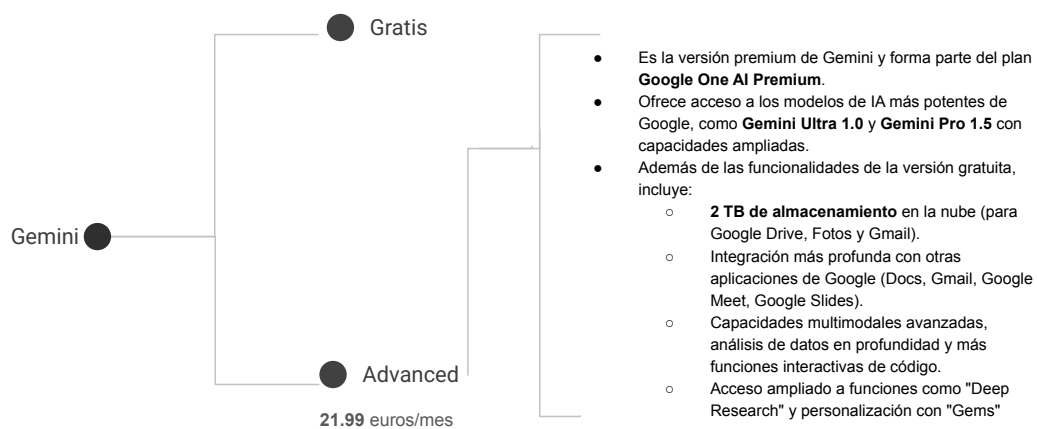 Gemini
Gratis
Advanced
21.99 euros/mes
● Es la versión premium de Gemini y forma parte del plan
Google One AI Premium.
● Ofrece acceso a los modelos de IA más potentes de
Google, como Gemini Ultra 1.0 y Gemini Pro 1.5 con
capacidades ampliadas.
● Además de las funcionalidades de la versión gratuita,
incluye:
○ 2 TB de almacenamiento en la nube (para
Google Drive, Fotos y Gmail).
○ Integración más profunda con otras
aplicaciones de Google (Docs, Gmail, Google
Meet, Google Slides).
○ Capacidades multimodales avanzadas,
análisis de datos en profundidad y más
funciones interactivas de código.
○ Acceso ampliado a funciones como "Deep
Research" y personalización con "Gems"